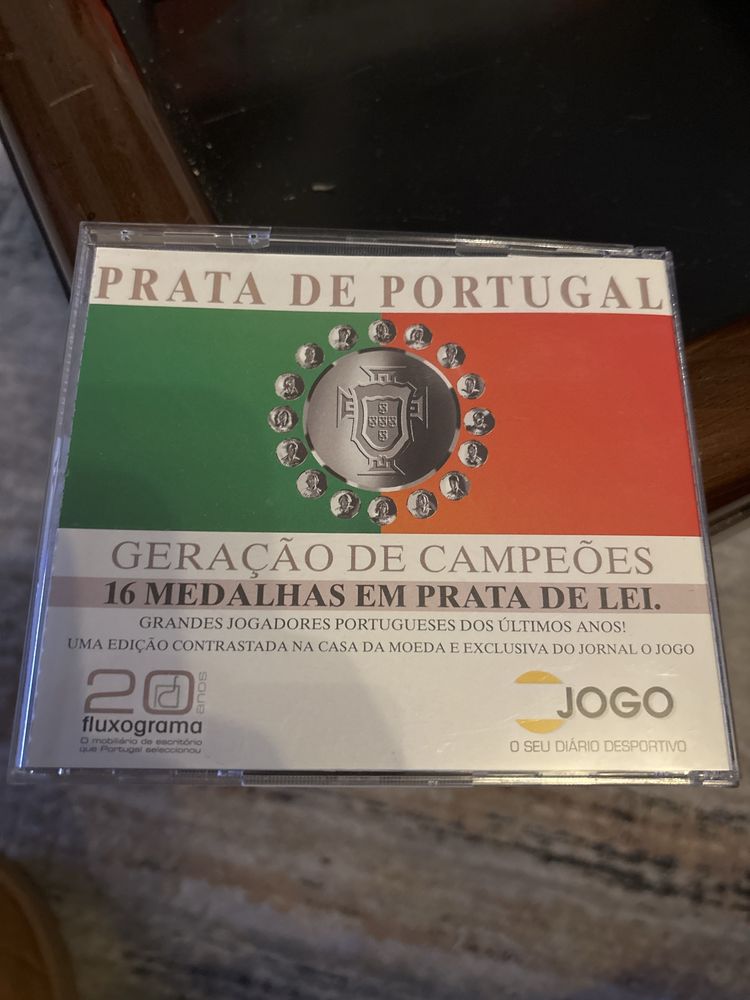 PRATA DE PORTUGAL
GERAÇÃO DE CAMPEÕES
16 MEDALHAS EM PRATA DE LEI.
GRANDES JOGADORES PORTUGUESES DOS ÚLTIMOS ANOS!
UMA EDIÇÃO CONTRASTADA NA CASA DA MOEDA E EXCLUSIVA DO JORNAL O JOGO
20 anos
fluxograma
O mobiliário de escritório
que Portugal seleccionou
O JOGO
O SEU DIÁRIO DESPORTIVO